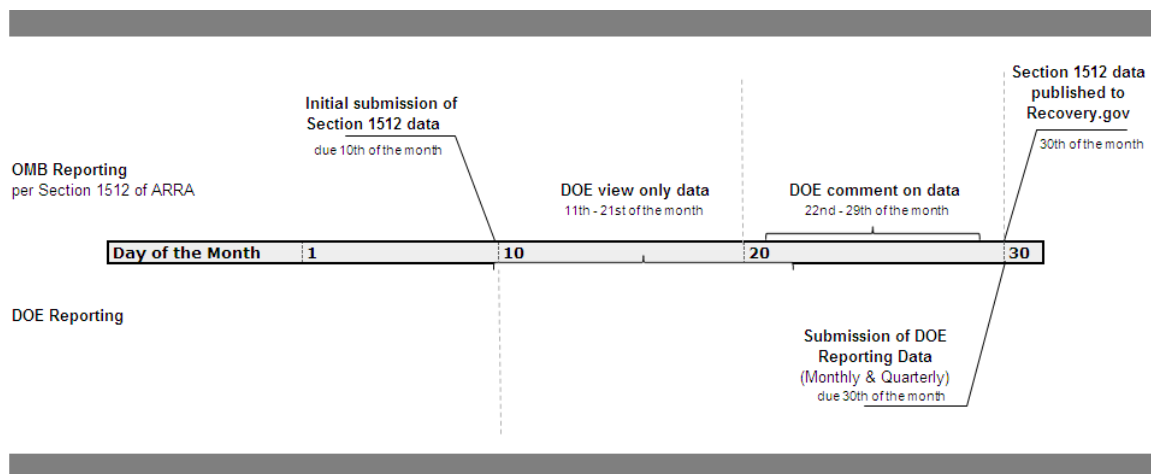 Section 1512 data
published to
Recovery.gov
30th of the month
Initial submission of
Section 1512 data
due 10th of the month
OMB Reporting
per Section 1512 of ARRA
DOE view only data
11th - 21st of the month
DOE comment on data
22nd - 29th of the month
Day of the Month 1 10 20 30
DOE Reporting
Submission of DOE
Reporting Data
(Monthly & Quarterly)
due 30th of the month